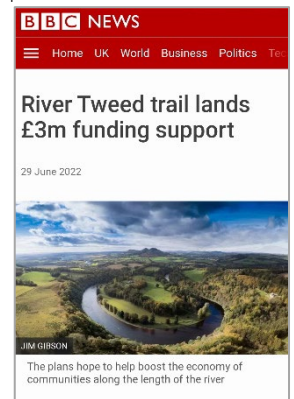 BBC NEWS
Home UK World Business Politics Tec
River Tweed trail lands
£3m funding support
29 June 2022
JIM GIBSON
The plans hope to help boost the economy of
communities along the length of the river